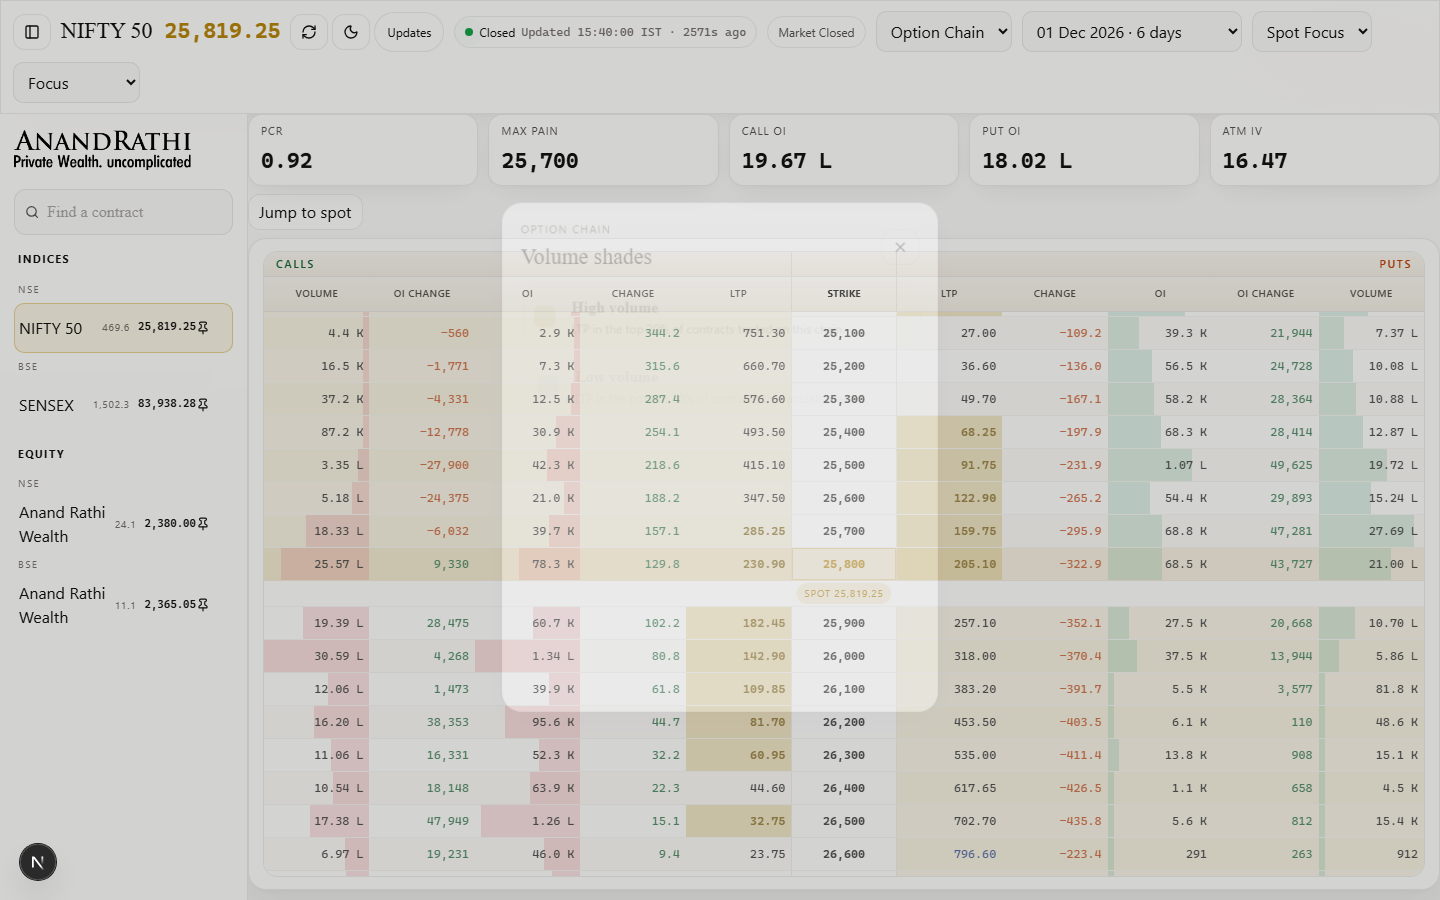 NIFTY 50 25,819.25 Updates Closed Updated 15:40:00 IST · 2571s ago Market Closed Option Chain 01 Dec 2026 · 6 days Spot Focus
Focus
ANANDRATHI
Private Wealth. uncomplicated
Find a contract
INDICES
NSE
NIFTY 50 469.6 25,819.25
BSE
SENSEX 1,502.3 83,938.28
EQUITY
NSE
Anand Rathi Wealth 24.1 2,380.00
BSE
Anand Rathi Wealth 11.1 2,365.05
N
PCR MAX PAIN CALL OI PUT OI ATM IV
0.92 25,700 19.67 L 18.02 L 16.47
Jump to spot
OPTION CHAIN
Volume shades
High volume
Low volume
CALLS PUTS
VOLUME OI CHANGE OI CHANGE LTP STRIKE LTP CHANGE OI OI CHANGE VOLUME
4.4 K −560 2.9 K 344.2 751.30 25,100 27.00 −109.2 39.3 K 21,944 7.37 L
16.5 K −1,771 7.3 K 315.6 660.70 25,200 36.60 −136.0 56.5 K 24,728 10.08 L
37.2 K −4,331 12.5 K 287.4 576.60 25,300 49.70 −167.1 58.2 K 28,364 10.88 L
87.2 K −12,778 30.9 K 254.1 493.50 25,400 68.25 −197.9 68.3 K 28,414 12.87 L
3.35 L −27,900 42.3 K 218.6 415.10 25,500 91.75 −231.9 1.07 L 49,625 19.72 L
5.18 L −24,375 21.0 K 188.2 347.50 25,600 122.90 −265.2 54.4 K 29,893 15.24 L
18.33 L −6,032 39.7 K 157.1 285.25 25,700 159.75 −295.9 68.8 K 47,281 27.69 L
25.57 L 9,330 78.3 K 129.8 230.90 25,800 205.10 −322.9 68.5 K 43,727 21.00 L
SPOT 25,819.25
19.39 L 28,475 60.7 K 102.2 182.45 25,900 257.10 −352.1 27.5 K 20,668 10.70 L
30.59 L 4,268 1.34 L 80.8 142.90 26,000 318.00 −370.4 37.5 K 13,944 5.86 L
12.06 L 1,473 39.9 K 61.8 109.85 26,100 383.20 −391.7 5.5 K 3,577 81.8 K
16.20 L 38,353 95.6 K 44.7 81.70 26,200 453.50 −403.5 6.1 K 110 48.6 K
11.06 L 16,331 52.3 K 32.2 60.95 26,300 535.00 −411.4 13.8 K 908 15.1 K
10.54 L 18,148 63.9 K 22.3 44.60 26,400 617.65 −426.5 1.1 K 658 4.5 K
17.38 L 47,949 1.26 L 15.1 32.75 26,500 702.70 −435.8 5.6 K 812 15.4 K
6.97 L 19,231 46.0 K 9.4 23.75 26,600 796.60 −223.4 291 263 912